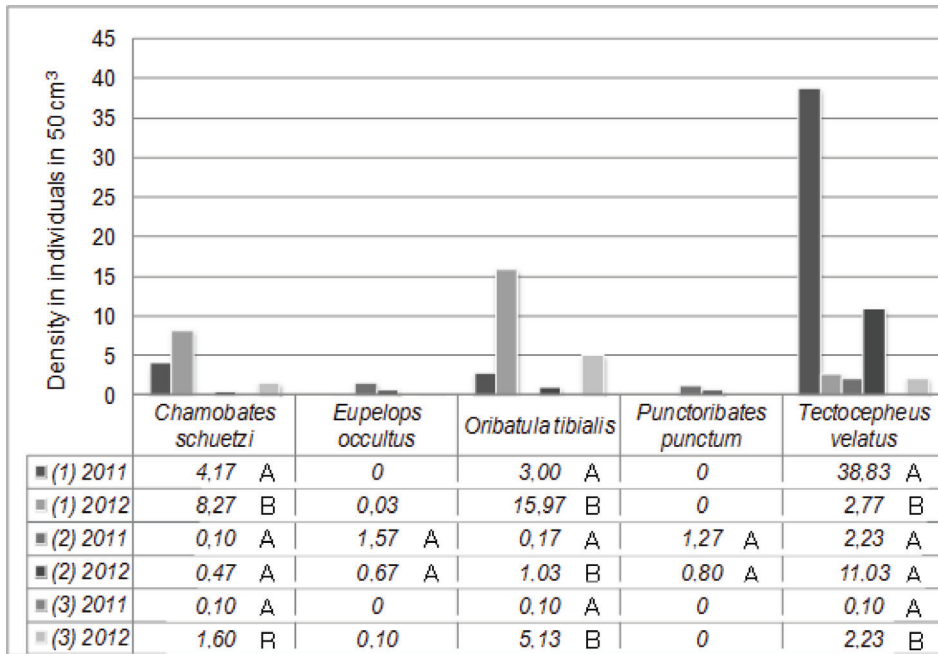 Density in individuals in 50 cm³
45
40
35
30
25
20
15
10
5
0
Chamobates schuetzi Eupelops occultus Oribatula tibialis Punctoribates punctum Tectocepheus velatus
(1) 2011 4,17 A 0 3,00 A 0 38,83 A
(1) 2012 8,27 B 0,03 15,97 B 0 2,77 B
(2) 2011 0,10 A 1,57 A 0,17 A 1,27 A 2,23 A
(2) 2012 0.47 A 0.67 A 1.03 B 0.80 A 11.03 A
(3) 2011 0,10 A 0 0,10 A 0 0,10 A
(3) 2012 1,60 B 0,10 5,13 B 0 2,23 B